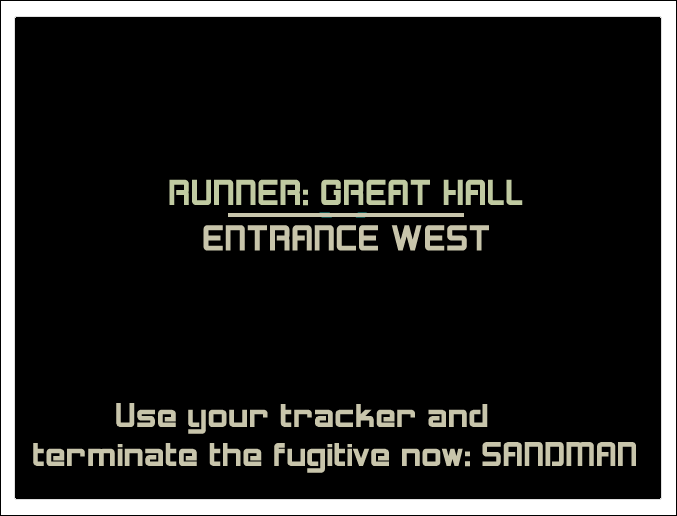 RUNNER: GREAT HALL
ENTRANCE WEST
Use your tracker and
terminate the fugitive now: SANDMAN